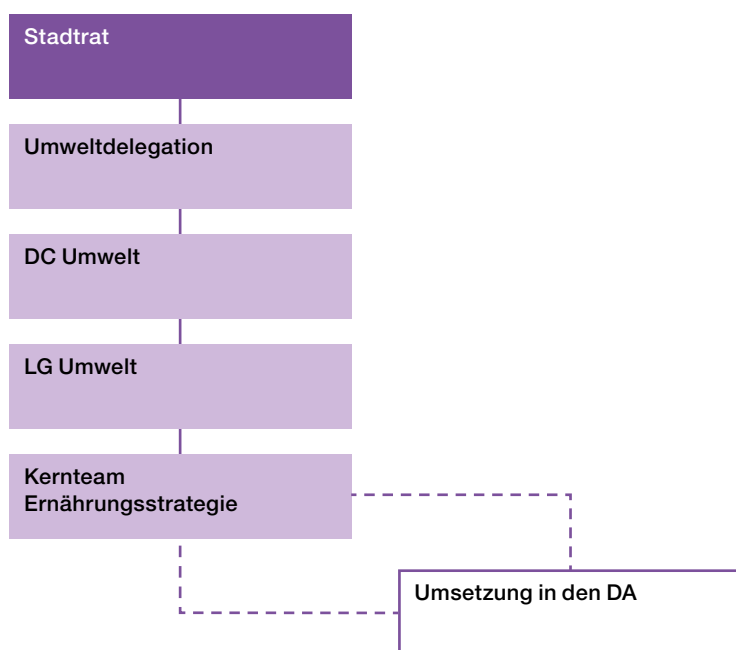 Stadtrat
Umweltdelegation
DC Umwelt
LG Umwelt
Kernteam
Ernährungsstrategie
Umsetzung in den DA